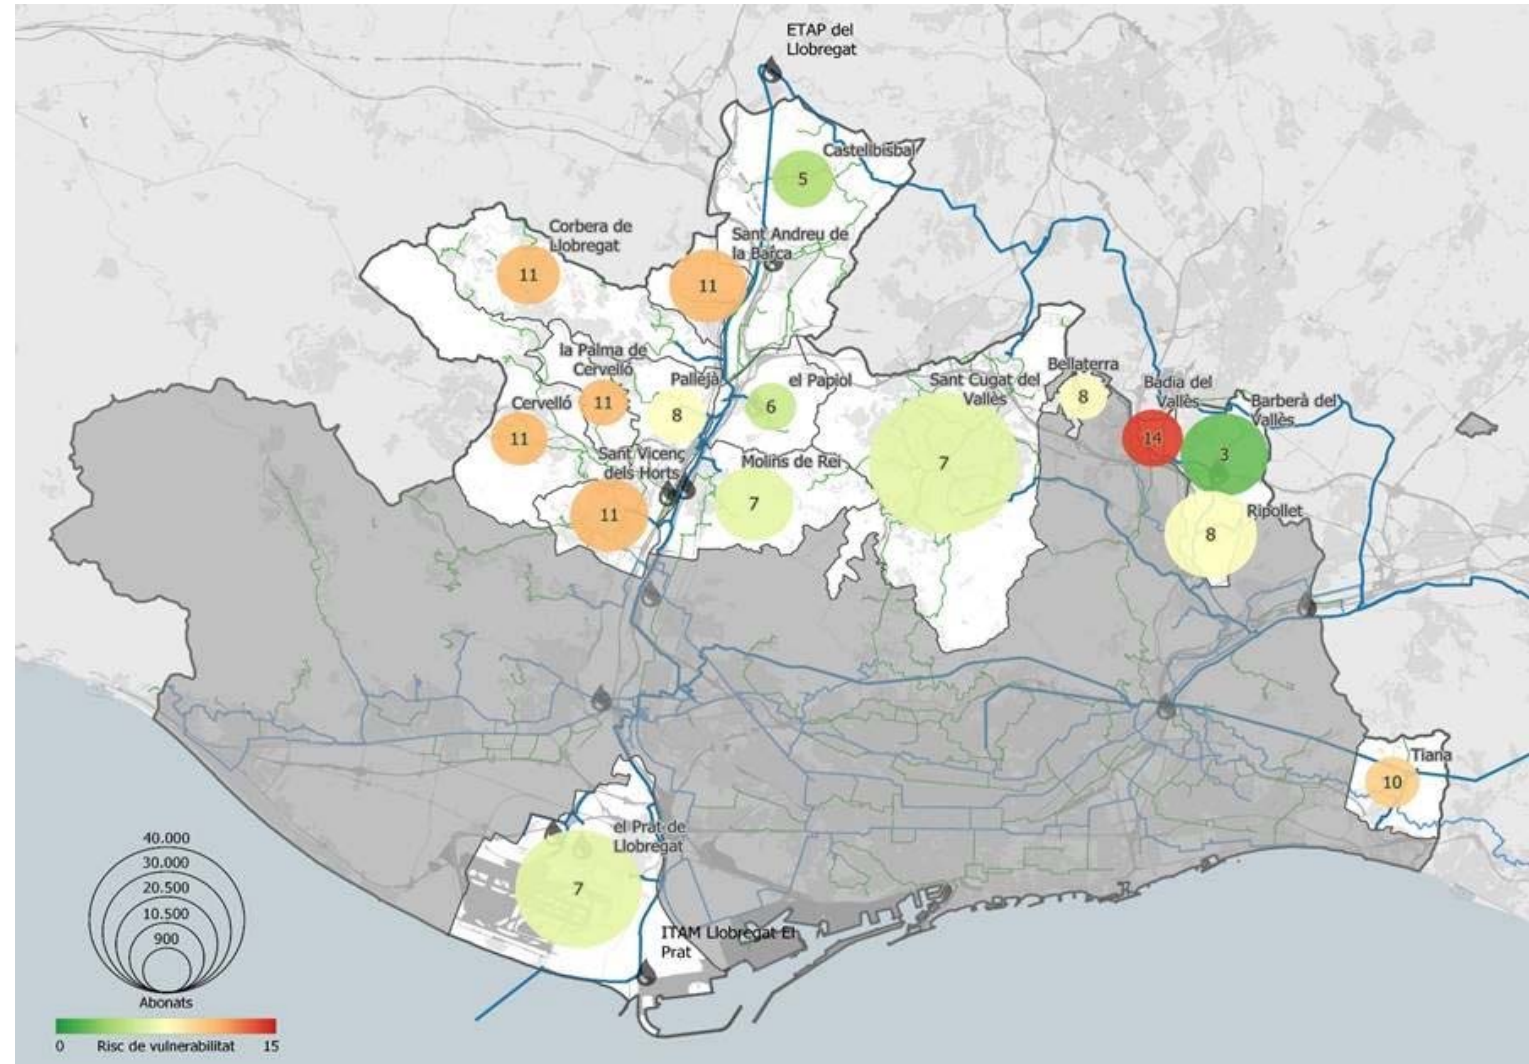 ETAP del
Llobregat
Castellbisbal
5
Corbera de
Llobregat
11
Sant Andreu de
la Barca
11
la Palma de
Cervelló
11
Pallejà
8
el Papiol
6
Cervelló
11
Sant Vicenç
dels Horts
11
Molins de Rei
7
Sant Cugat del
Vallès
7
Bellaterra
8
Badia del
Vallès
14
Barberà del
Vallès
3
Ripollet
8
Tiana
10
el Prat de
Llobregat
7
ITAM Llobregat El
Prat
40.000
30.000
20.500
10.500
900
Abonats
0 Risc de vulnerabilitat 15